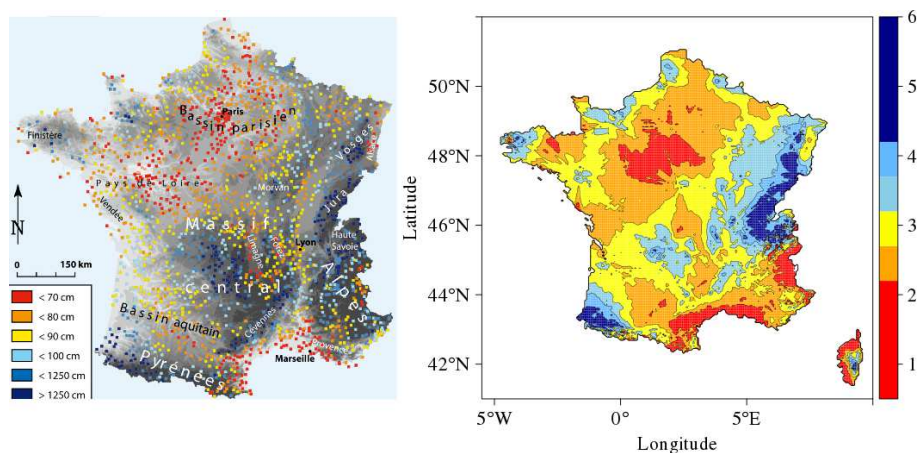 Finistère
Paris
Bassin parisien
Vosges
Alsace
Pays de Loire
Morvan
Jura
Vendée
N
Massif
Limagne
Forez
Lyon
Haute
Savoie
0 150 km
central
Alpes
< 70 cm
< 80 cm
< 90 cm
< 100 cm
< 1250 cm
> 1250 cm
Bassin aquitain
Cévennes
Provence
Marseille
Pyrénées
50°N
48°N
46°N
44°N
42°N
Latitude
5°W
0°
5°E
Longitude
6
5
4
3
2
1